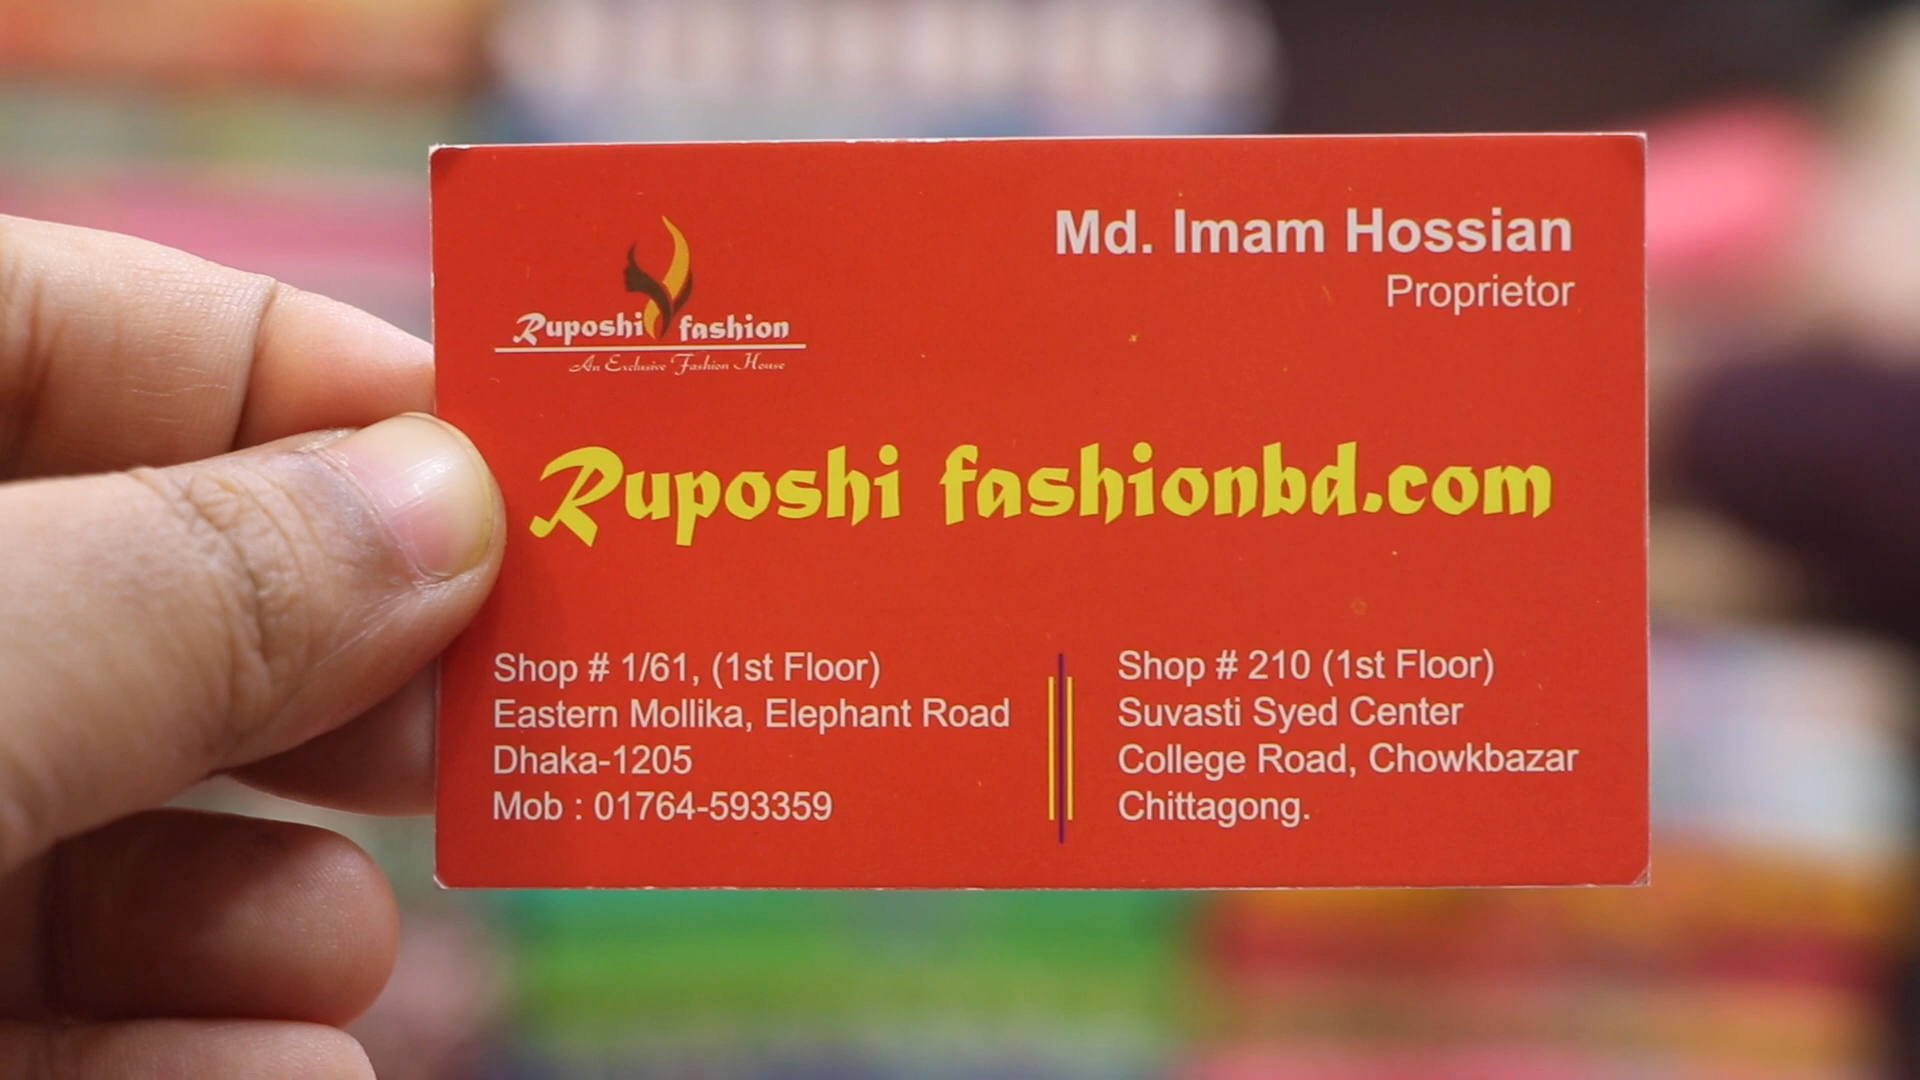 Ruposhi fashion
An Exclusive Fashion House
Md. Imam Hossian
Proprietor
Ruposhi fashionbd.com
Shop # 1/61, (1st Floor)
Eastern Mollika, Elephant Road
Dhaka-1205
Mob : 01764-593359
Shop # 210 (1st Floor)
Suvasti Syed Center
College Road, Chowkbazar
Chittagong.